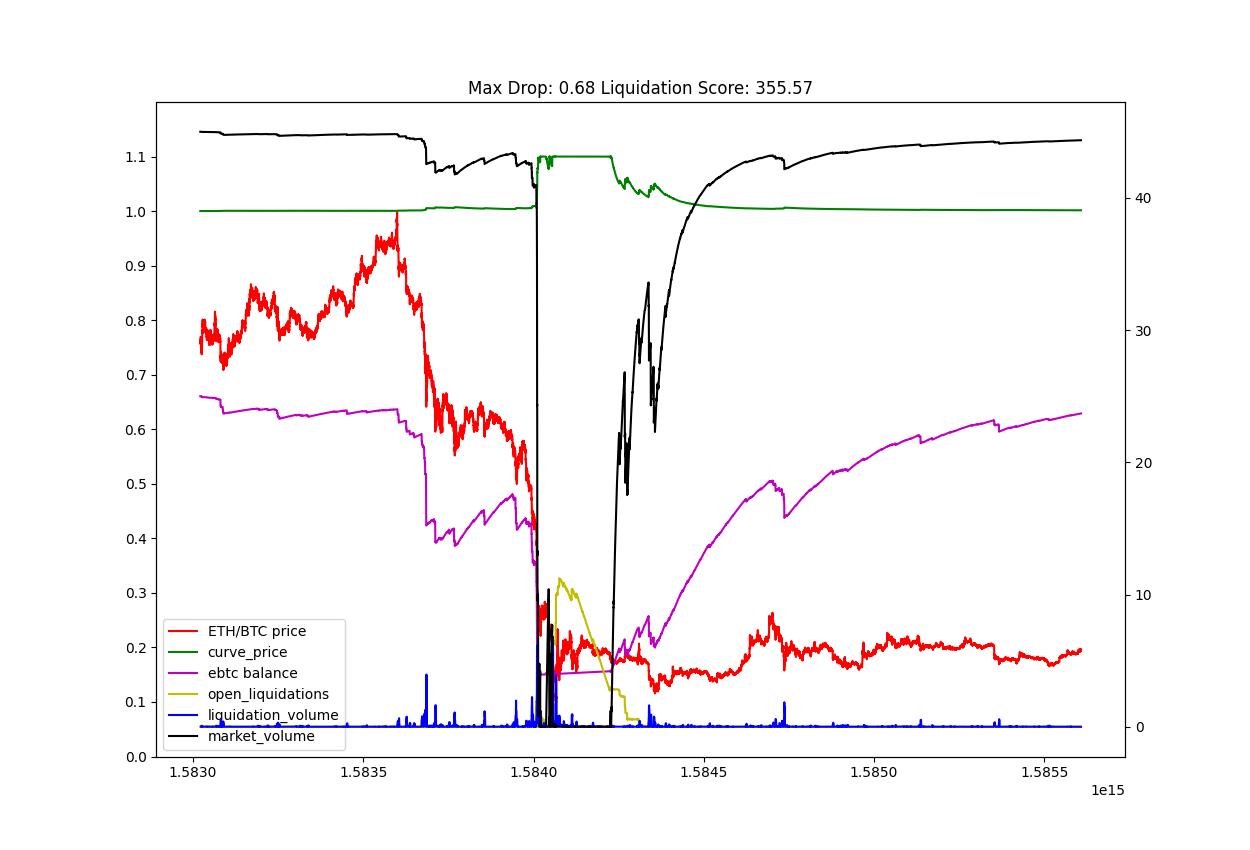 Max Drop: 0.68 Liquidation Score: 355.57
1.1
1.0
0.9
0.8
0.7
0.6
0.5
0.4
0.3
0.2
0.1
0.0
40
30
20
10
0
ETH/BTC price
curve_price
ebtc balance
open_liquidations
liquidation_volume
market_volume
1.5830 1.5835 1.5840 1.5845 1.5850 1.5855
1e15